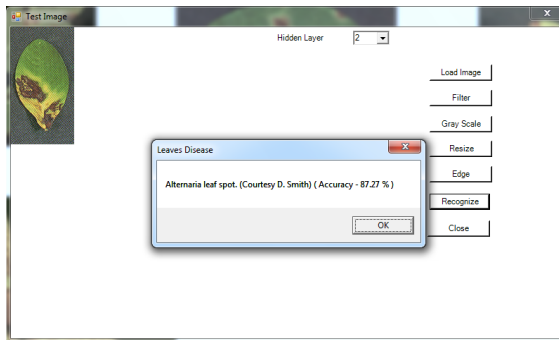 Test Image
Hidden Layer 2
Load Image
Filter
Gray Scale
Resize
Edge
Recognize
Close
Leaves Disease
Alternaria leaf spot. (Courtesy D. Smith) ( Accuracy - 87.27 % )
OK